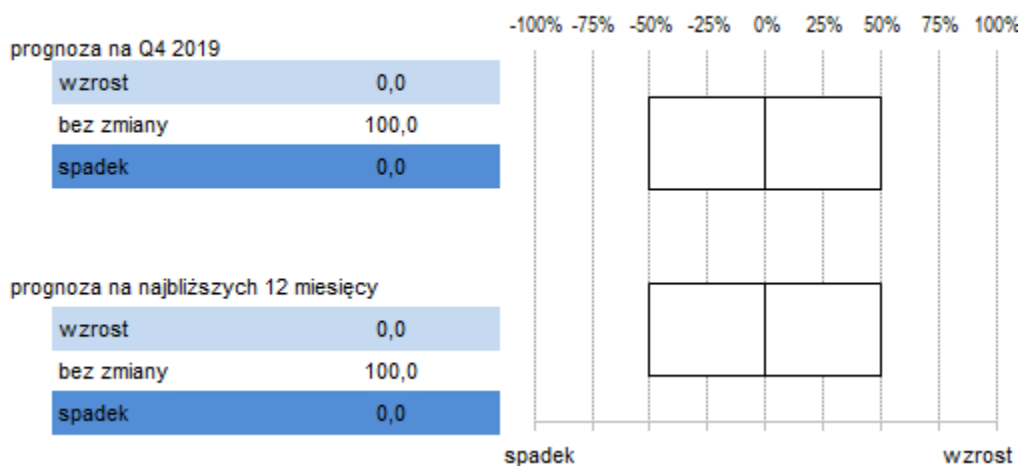 -100% -75% -50% -25% 0% 25% 50% 75% 100%
prognoza na Q4 2019
wzrost 0,0
bez zmiany 100,0
spadek 0,0
prognoza na najbliższych 12 miesięcy
wzrost 0,0
bez zmiany 100,0
spadek 0,0
spadek wzrost